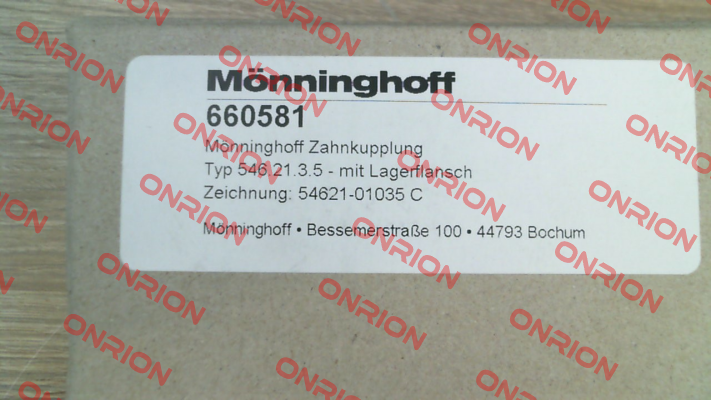 Mönninghoff
660581
Mönninghoff Zahnkupplung
Typ 546.21.3.5 - mit Lagerflansch
Zeichnung: 54621-01035 C
Mönninghoff • Bessemerstraße 100 • 44793 Bochum
ONRION